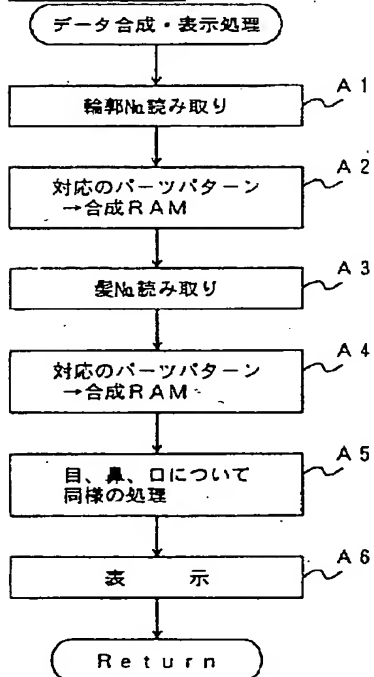 データ合成・表示処理
A1
輪郭№読み取り
A2
対応のパーツパターン
→合成RAM
A3
髪№読み取り
A4
対応のパーツパターン
→合成RAM
A5
目、鼻、口について
同様の処理
A6
表 示
Return